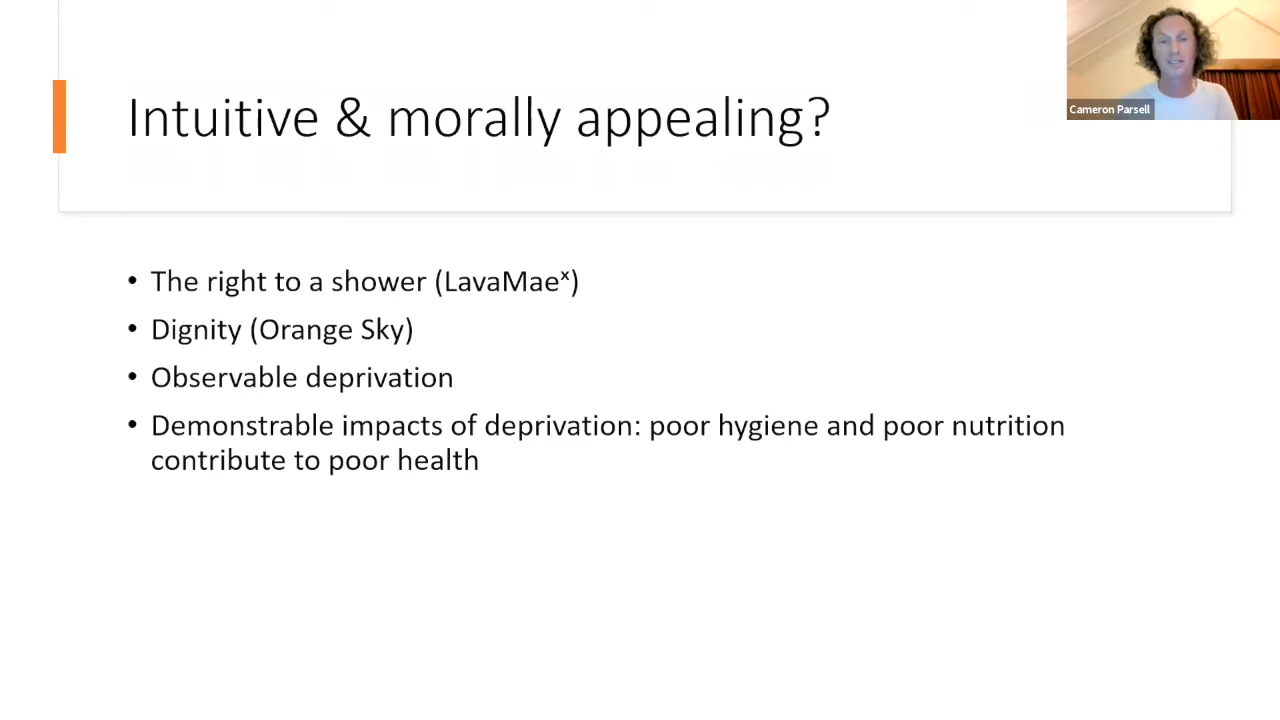 Intuitive & morally appealing?
Cameron Parsell
• The right to a shower (LavaMaeˣ)
• Dignity (Orange Sky)
• Observable deprivation
• Demonstrable impacts of deprivation: poor hygiene and poor nutrition
contribute to poor health